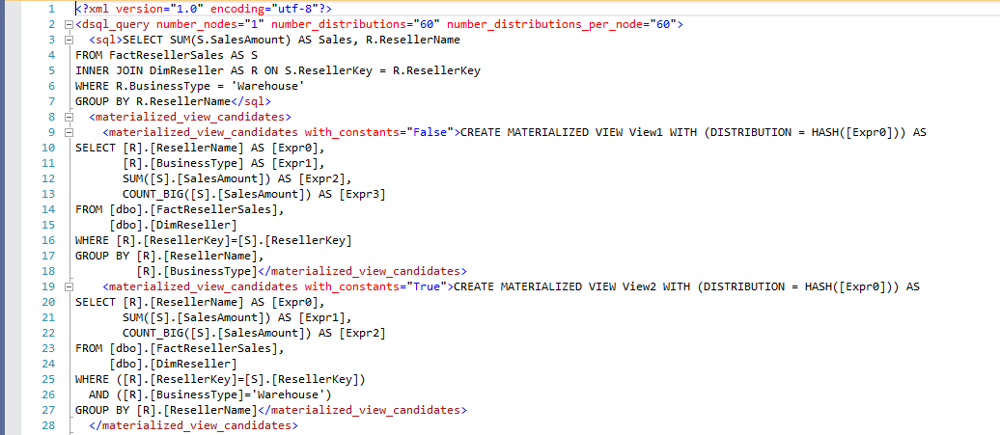 1 <?xml version="1.0" encoding="utf-8"?>
2 <dsql_query number_nodes="1" number_distributions="60" number_distributions_per_node="60">
3 <sql>SELECT SUM(S.SalesAmount) AS Sales, R.ResellerName
4 FROM FactResellerSales AS S
5 INNER JOIN DimReseller AS R ON S.ResellerKey = R.ResellerKey
6 WHERE R.BusinessType = 'Warehouse'
7 GROUP BY R.ResellerName</sql>
8 <materialized_view_candidates>
9 <materialized_view_candidates with_constants="False">CREATE MATERIALIZED VIEW View1 WITH (DISTRIBUTION = HASH([Expr0])) AS
10 SELECT [R].[ResellerName] AS [Expr0],
11 [R].[BusinessType] AS [Expr1],
12 SUM([S].[SalesAmount]) AS [Expr2],
13 COUNT_BIG([S].[SalesAmount]) AS [Expr3]
14 FROM [dbo].[FactResellerSales],
15 [dbo].[DimReseller]
16 WHERE [R].[ResellerKey]=[S].[ResellerKey]
17 GROUP BY [R].[ResellerName],
18 [R].[BusinessType]</materialized_view_candidates>
19 <materialized_view_candidates with_constants="True">CREATE MATERIALIZED VIEW View2 WITH (DISTRIBUTION = HASH([Expr0])) AS
20 SELECT [R].[ResellerName] AS [Expr0],
21 SUM([S].[SalesAmount]) AS [Expr1],
22 COUNT_BIG([S].[SalesAmount]) AS [Expr2]
23 FROM [dbo].[FactResellerSales],
24 [dbo].[DimReseller]
25 WHERE ([R].[ResellerKey]=[S].[ResellerKey])
26 AND ([R].[BusinessType]='Warehouse')
27 GROUP BY [R].[ResellerName]</materialized_view_candidates>
28 </materialized_view_candidates>